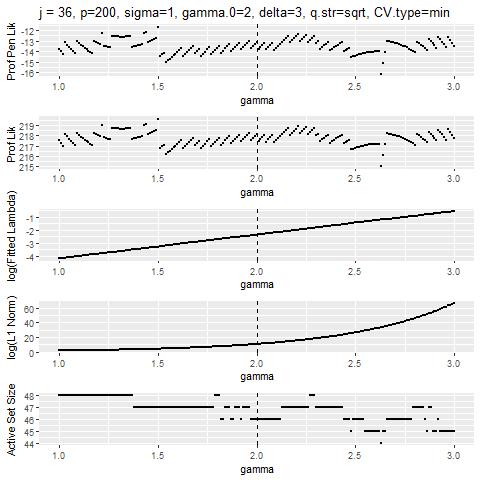 j = 36, p=200, sigma=1, gamma.0=2, delta=3, q.str=sqrt, CV.type=min
Prof Pen Lik
-12
-13
-14
-15
-16
1.0 1.5 2.0 2.5 3.0
gamma
Prof Lik
219
218
217
216
215
1.0 1.5 2.0 2.5 3.0
gamma
log(Fitted Lambda)
-1
-2
-3
-4
1.0 1.5 2.0 2.5 3.0
gamma
log(L1 Norm)
60
40
20
0
1.0 1.5 2.0 2.5 3.0
gamma
Active Set Size
48
47
46
45
44
1.0 1.5 2.0 2.5 3.0
gamma